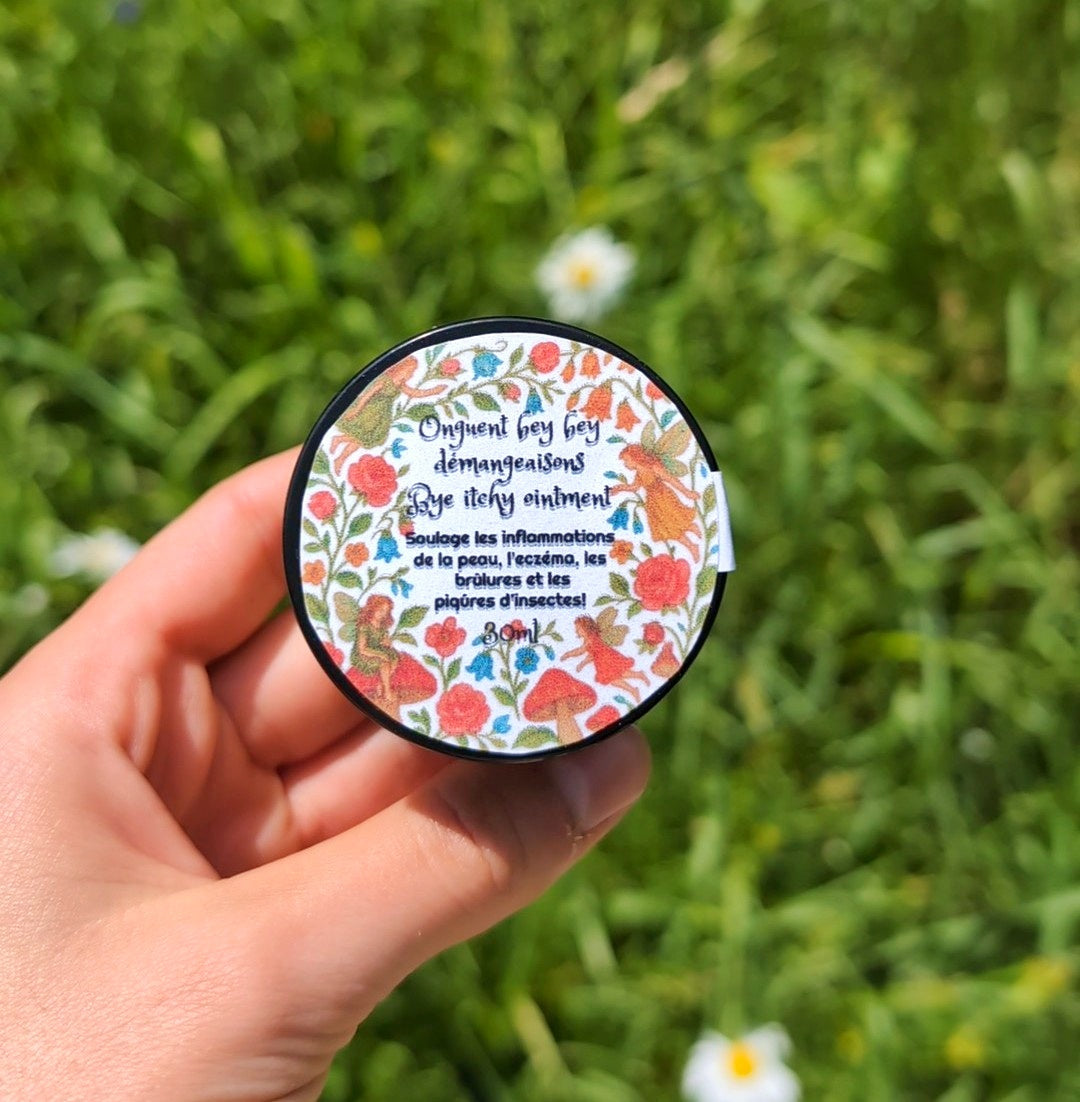 Onguent bey bey
démangeaisons
Bye itchy ointment
Soulage les inflammations
de la peau, l'eczéma, les
brûlures et les
piqûres d'insectes!
30ml